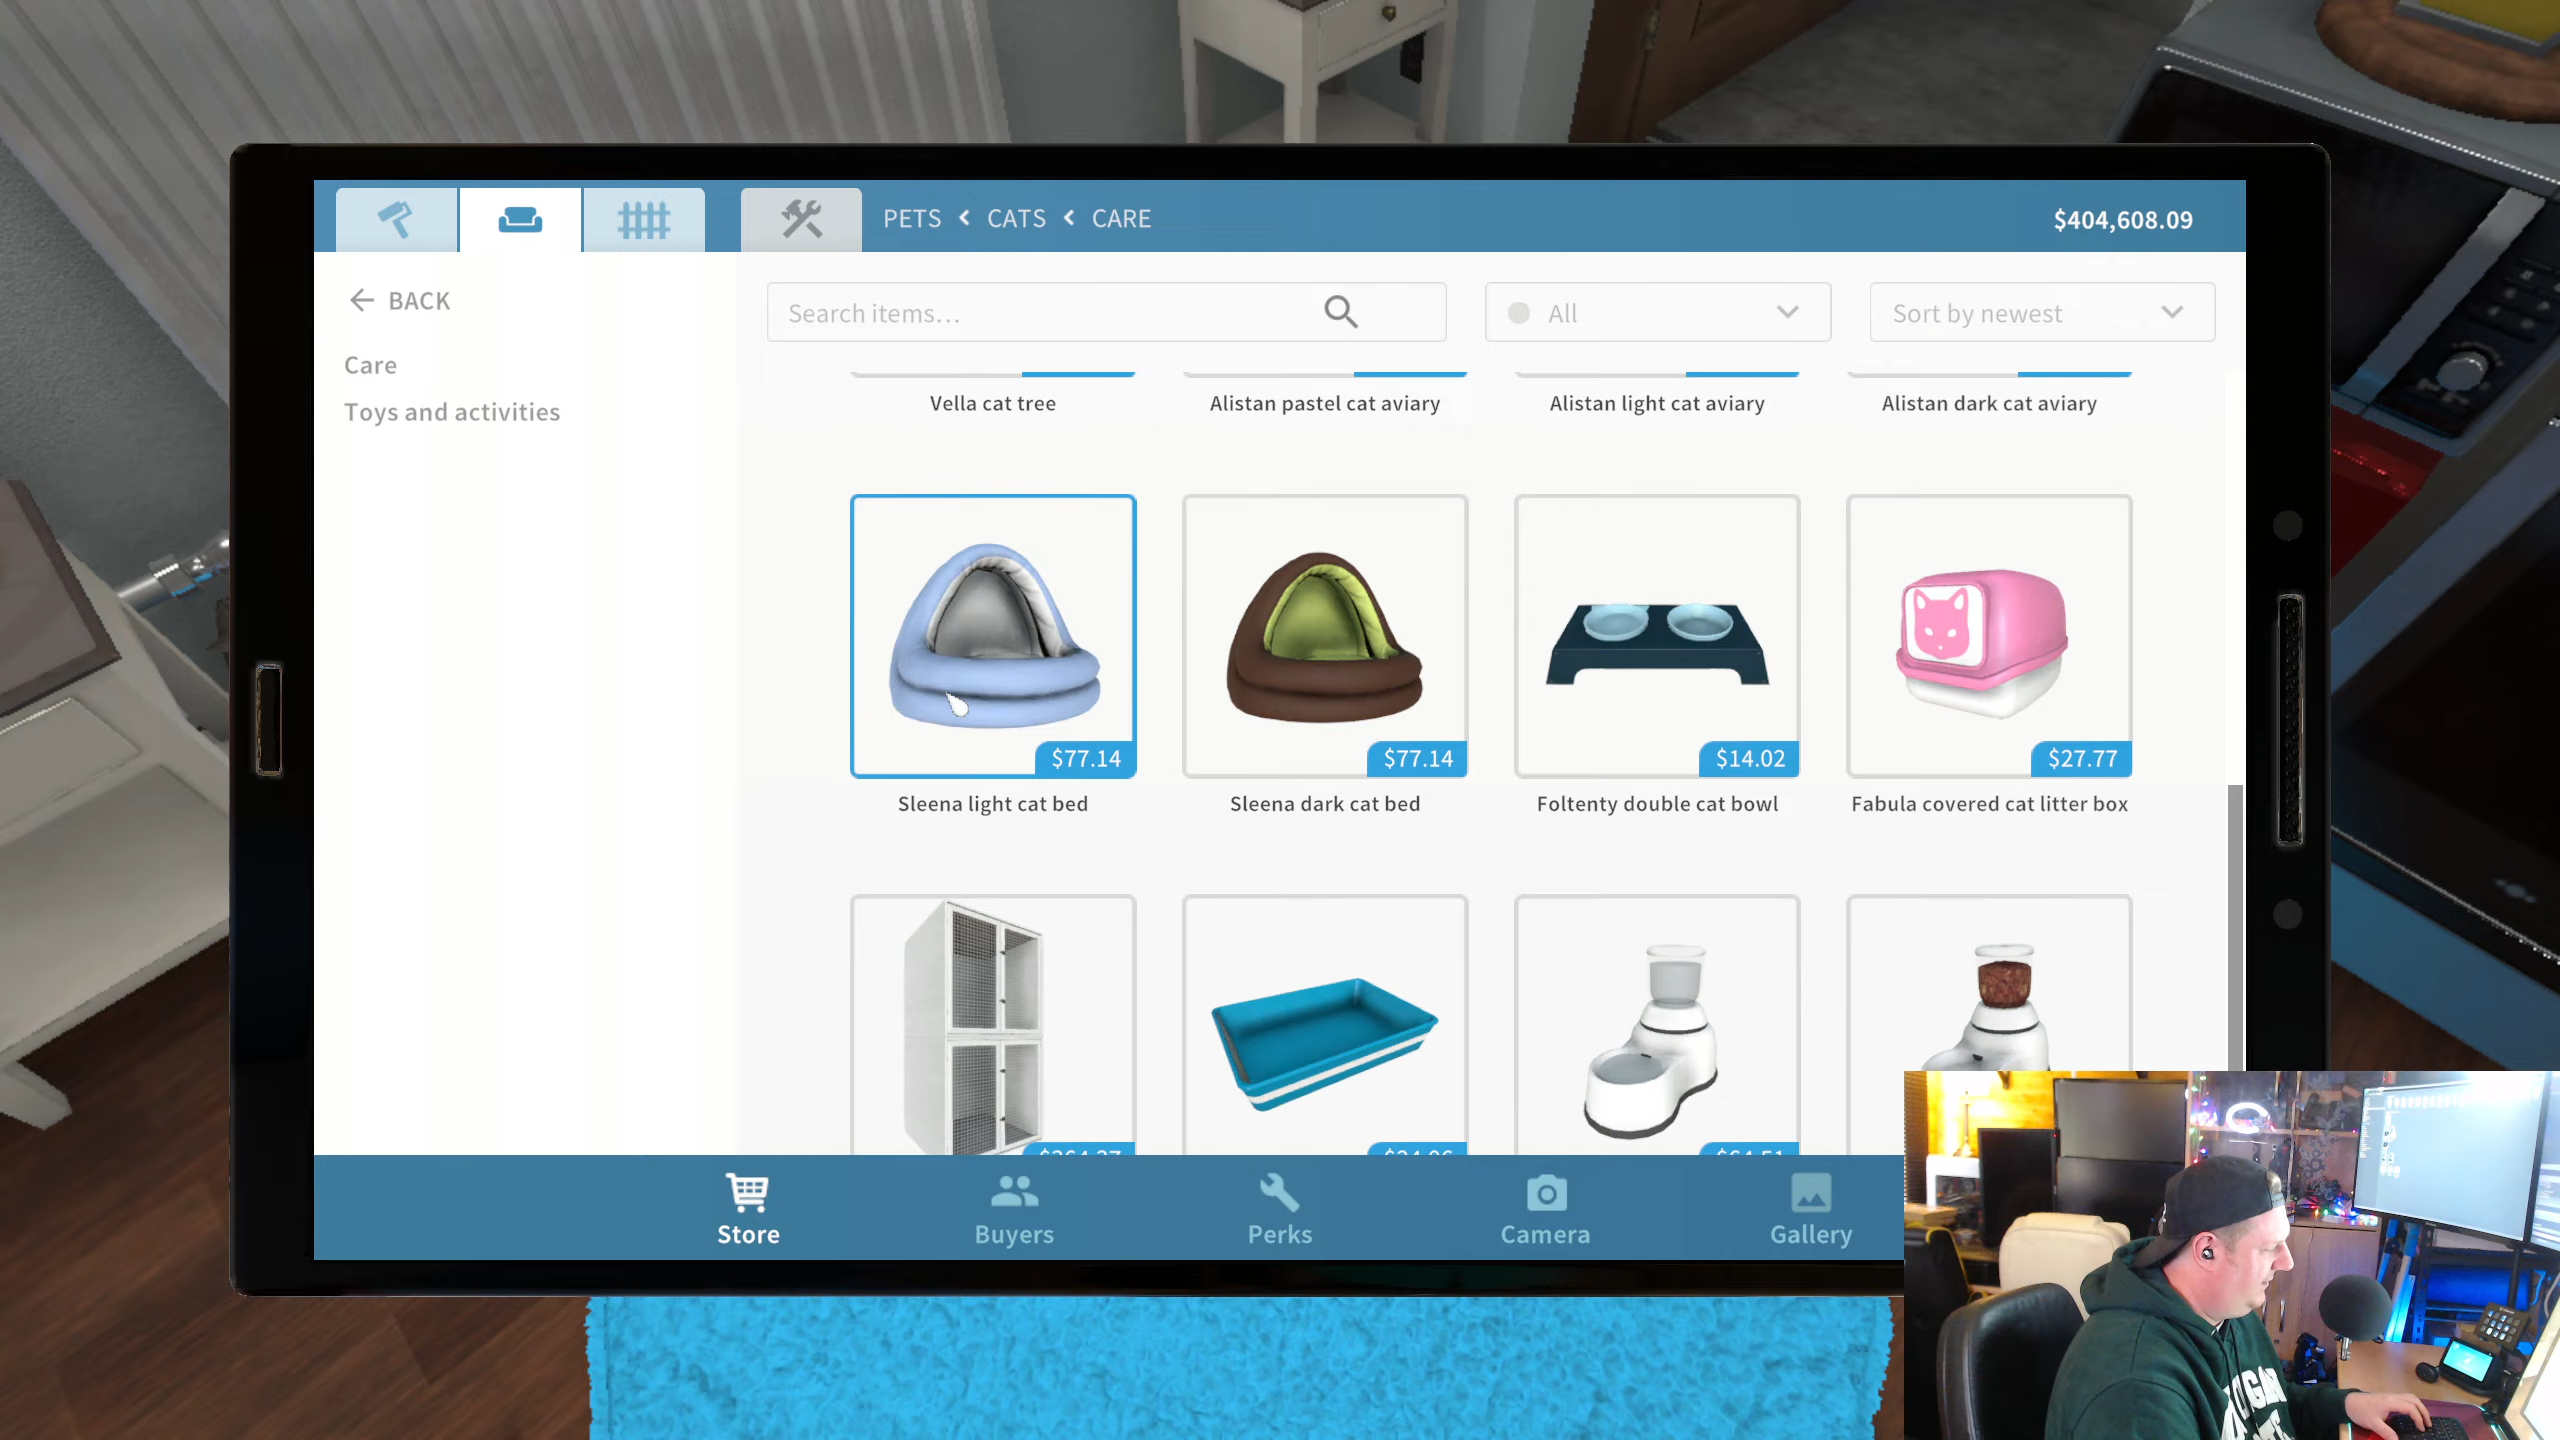 PETS < CATS < CARE
$404,608.09
BACK
Search items...
All
Sort by newest
Care
Toys and activities
Vella cat tree
Alistan pastel cat aviary
Alistan light cat aviary
Alistan dark cat aviary
$77.14
$77.14
$14.02
$27.77
Sleena light cat bed
Sleena dark cat bed
Foltenty double cat bowl
Fabula covered cat litter box
Store
Buyers
Perks
Camera
Gallery